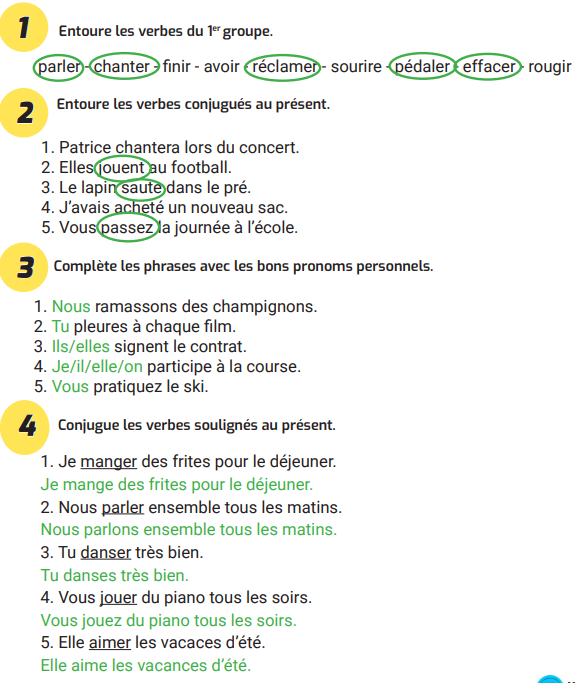 1 Entoure les verbes du 1er groupe.
parler - chanter - finir - avoir - réclamer - sourire - pédaler - effacer - rougir
2 Entoure les verbes conjugués au présent.
1. Patrice chantera lors du concert.
2. Elles jouent au football.
3. Le lapin saute dans le pré.
4. J’avais acheté un nouveau sac.
5. Vous passez la journée à l’école.
3 Complète les phrases avec les bons pronoms personnels.
1. Nous ramassons des champignons.
2. Tu pleures à chaque film.
3. Ils/elles signent le contrat.
4. Je/il/elle/on participe à la course.
5. Vous pratiquez le ski.
4 Conjugue les verbes soulignés au présent.
1. Je manger des frites pour le déjeuner.
Je mange des frites pour le déjeuner.
2. Nous parler ensemble tous les matins.
Nous parlons ensemble tous les matins.
3. Tu danser très bien.
Tu danses très bien.
4. Vous jouer du piano tous les soirs.
Vous jouez du piano tous les soirs.
5. Elle aimer les vacaces d’été.
Elle aime les vacances d’été.